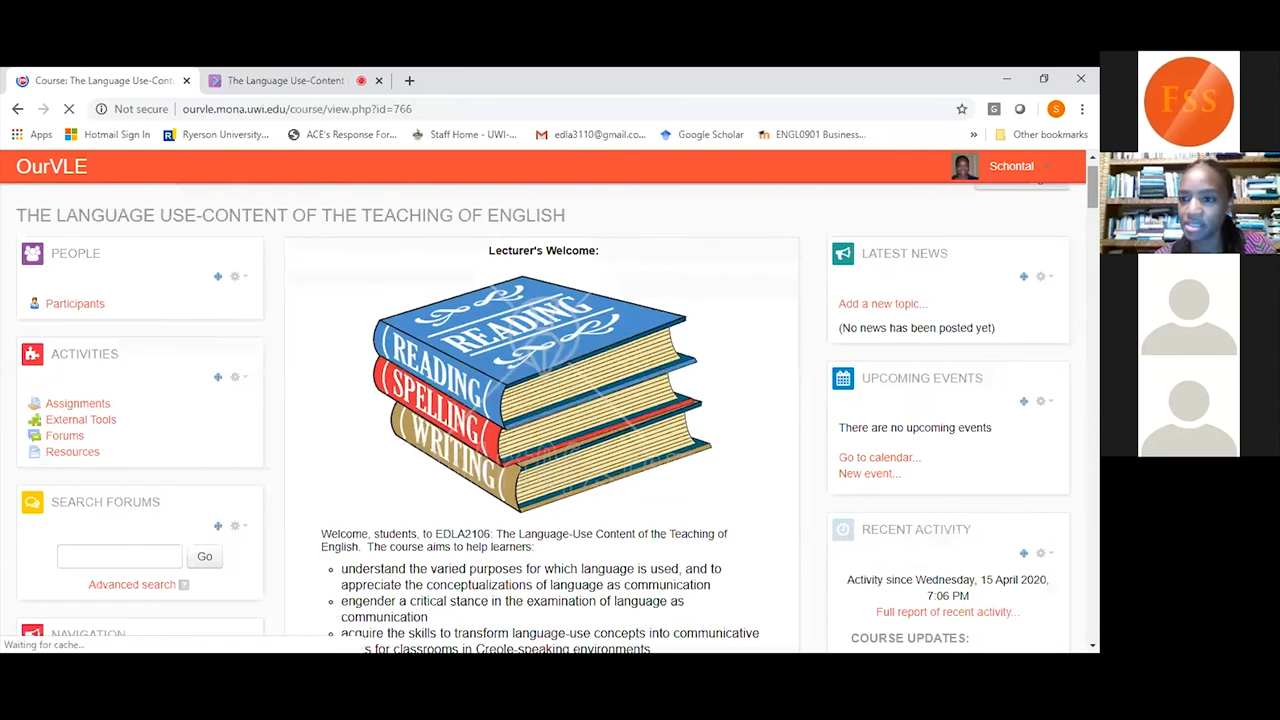 Course: The Language Use-Cont
The Language Use-Content
Not secure
ourvle.mona.uwi.edu/course/view.php?id=766
S
Apps
Hotmail Sign In
Ryerson University...
ACE's Response For...
Staff Home - UWI-...
edla3110@gmail.co...
Google Scholar
ENGL0901 Business...
»
Other bookmarks
OurVLE
Schontal
THE LANGUAGE USE-CONTENT OF THE TEACHING OF ENGLISH
PEOPLE
Participants
ACTIVITIES
Assignments
External Tools
Forums
Resources
SEARCH FORUMS
Go
Advanced search ?
NAVIGATION
Waiting for cache...
Lecturer's Welcome:
READING
READING
SPELLING
WRITING
Welcome, students, to EDLA2106: The Language-Use Content of the Teaching of
English. The course aims to help learners:
understand the varied purposes for which language is used, and to
appreciate the conceptualizations of language as communication
engender a critical stance in the examination of language as
communication
acquire the skills to transform language-use concepts into communicative
s for classrooms in Creole-speaking environments
LATEST NEWS
Add a new topic...
(No news has been posted yet)
UPCOMING EVENTS
There are no upcoming events
Go to calendar...
New event...
RECENT ACTIVITY
Activity since Wednesday, 15 April 2020,
7:06 PM
Full report of recent activity...
COURSE UPDATES:
Fss